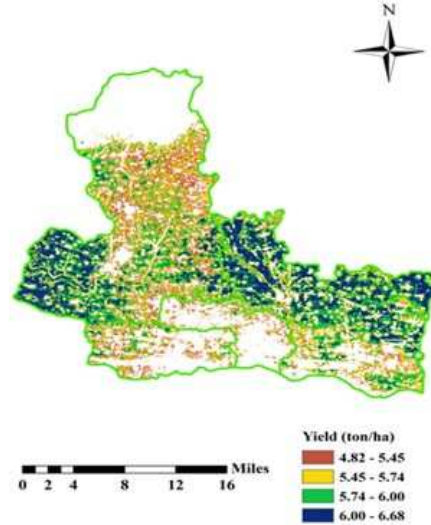 N
Yield (ton/ha)
4.82 - 5.45
5.45 - 5.74
5.74 - 6.00
6.00 - 6.68
Miles
0 2 4 8 12 16